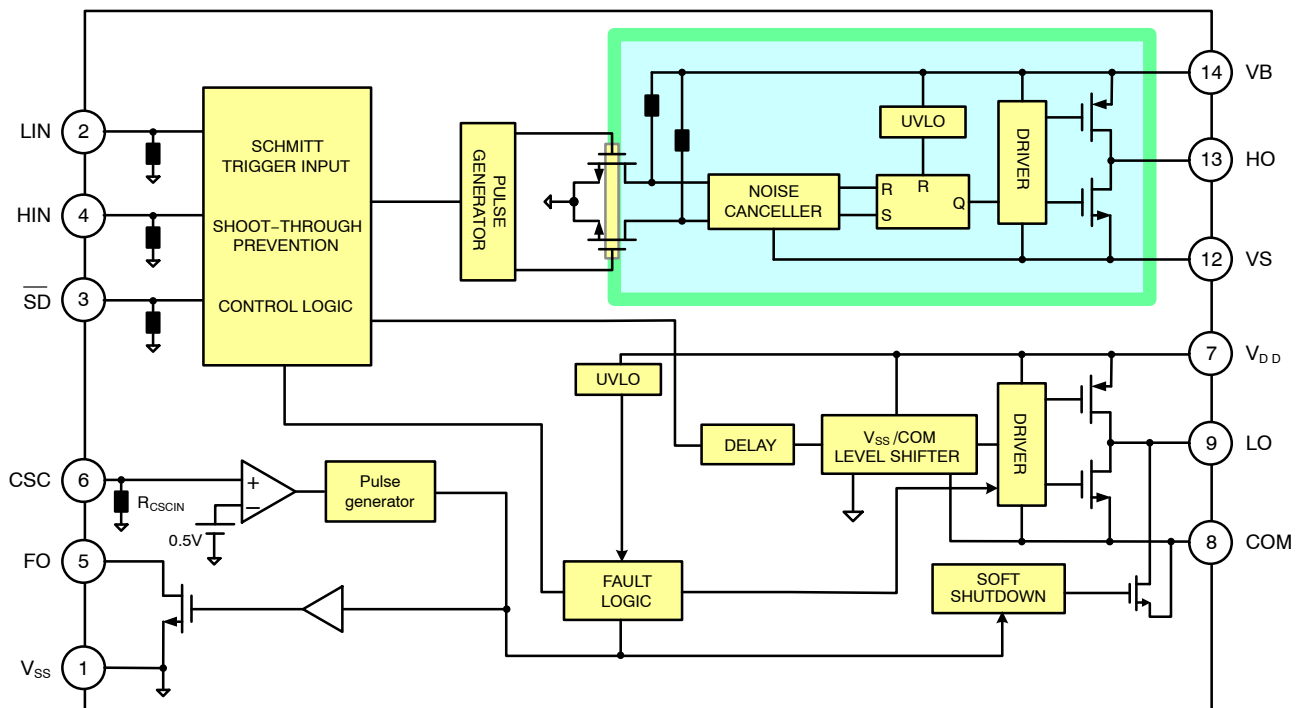 LIN
2
HIN
4
SD
3
SCHMITT
TRIGGER INPUT
SHOOT−THROUGH
PREVENTION
CONTROL LOGIC
PULSE
GENERATOR
NOISE
CANCELLER
UVLO
R
R
S
Q
DRIVER
14
VB
13
HO
12
VS
7
VDD
UVLO
DELAY
VSS/COM
LEVEL SHIFTER
DRIVER
9
LO
8
COM
CSC
6
RCSCIN
+
−
0.5V
Pulse
generator
FO
5
FAULT
LOGIC
SOFT
SHUTDOWN
VSS
1